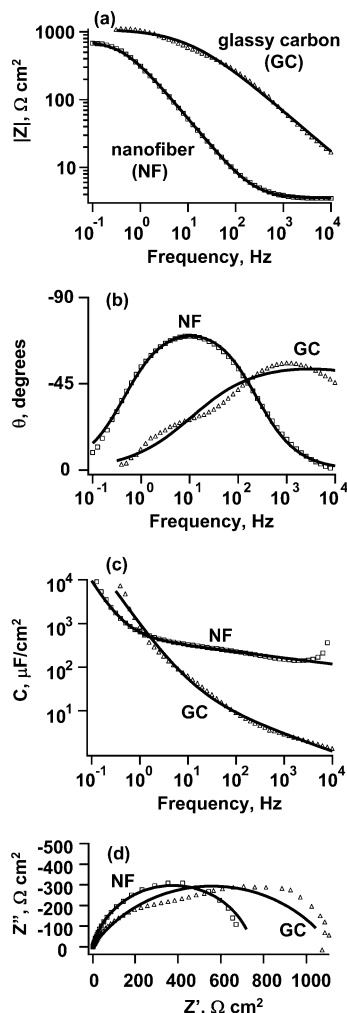 (a)
1000
100
10
|Z|, Ω cm²
glassy carbon
(GC)
nanofiber
(NF)
10⁻¹ 10⁰ 10¹ 10² 10³ 10⁴
Frequency, Hz
(b)
-90
-45
0
θ, degrees
NF
GC
10⁻¹ 10⁰ 10¹ 10² 10³ 10⁴
Frequency, Hz
(c)
10⁴
10³
10²
10¹
C, μF/cm²
NF
GC
10⁻¹ 10⁰ 10¹ 10² 10³ 10⁴
Frequency, Hz
(d)
-500
-400
-300
-200
-100
0
Z'', Ω cm²
NF
GC
0 200 400 600 800 1000
Z', Ω cm²